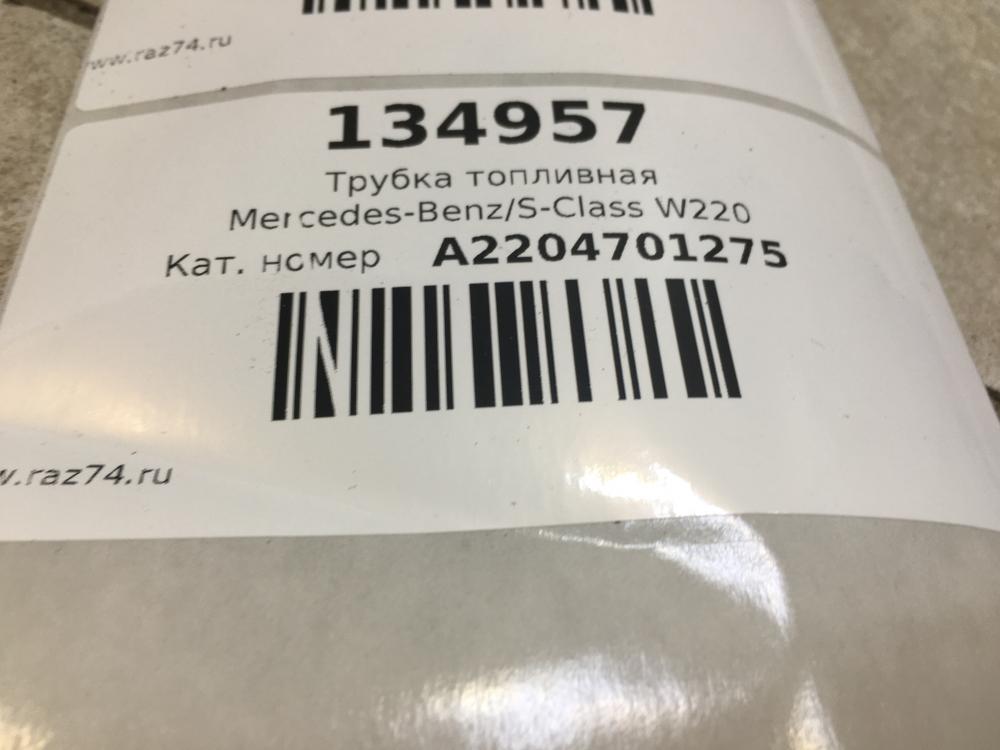 www.raz74.ru
134957
Трубка топливная
Mercedes-Benz/S-Class W220
Кат. номер A2204701275
w.raz74.ru